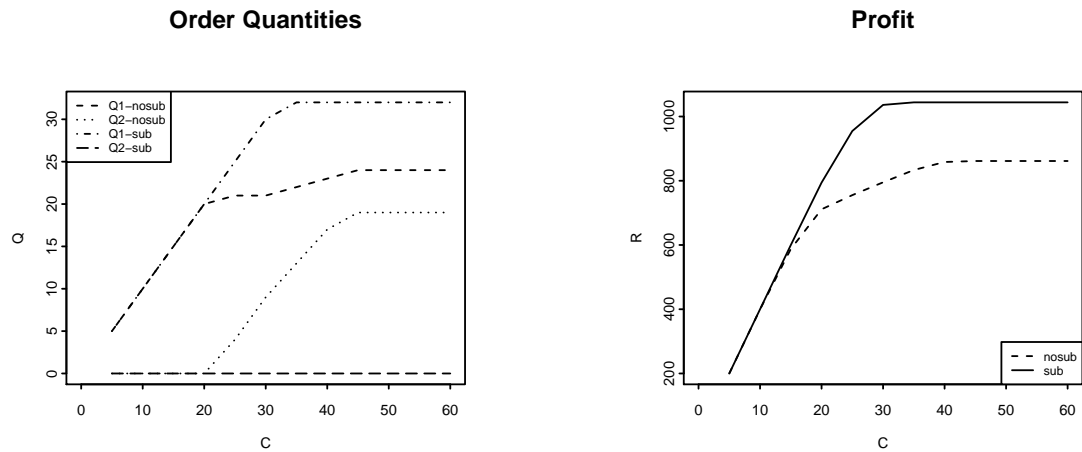 Order Quantities
Q1−nosub
Q2−nosub
Q1−sub
Q2−sub
Q
0
5
10
15
20
25
30
0 10 20 30 40 50 60
C
Profit
R
200
400
600
800
1000
nosub
sub
0 10 20 30 40 50 60
C